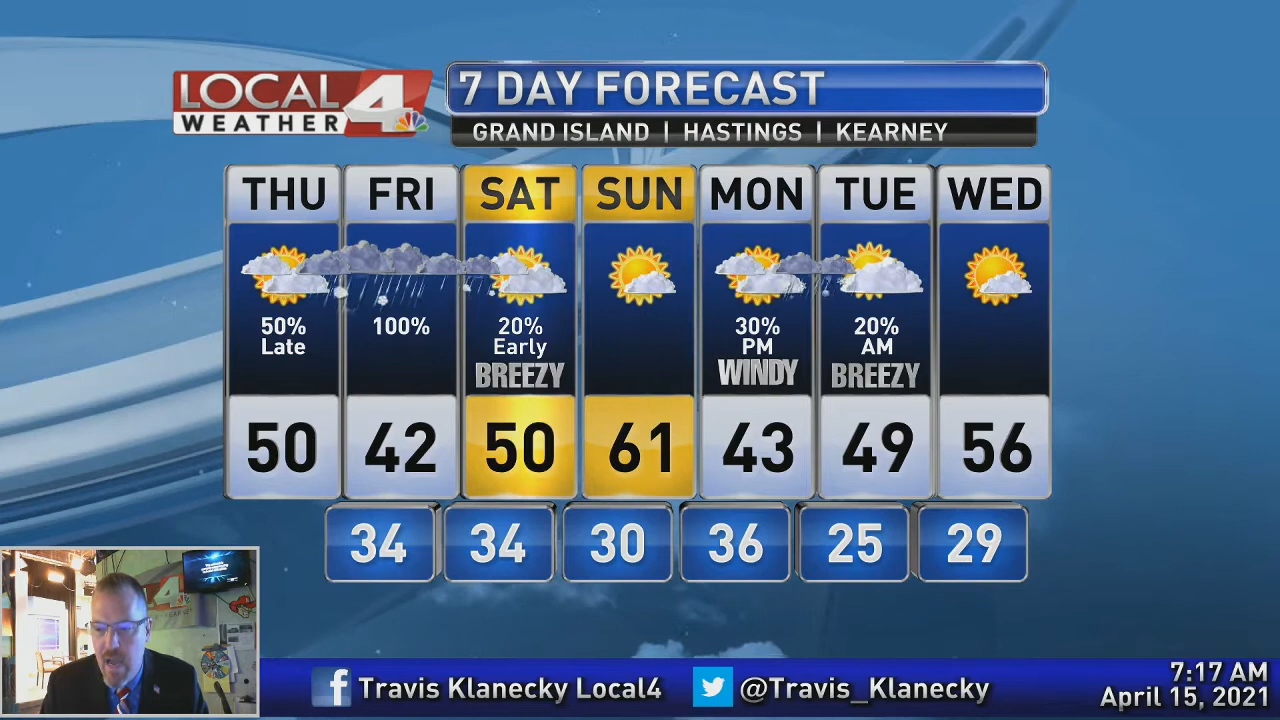 LOCAL 4
WEATHER
7 DAY FORECAST
GRAND ISLAND | HASTINGS | KEARNEY
THU FRI SAT SUN MON TUE WED
50% 100% 20% 30% 20%
Late Early PM AM
BREEZY WINDY BREEZY
50 42 50 61 43 49 56
34 34 30 36 25 29
4
f Travis Klanecky Local4
@Travis_Klanecky
7:17 AM
April 15, 2021